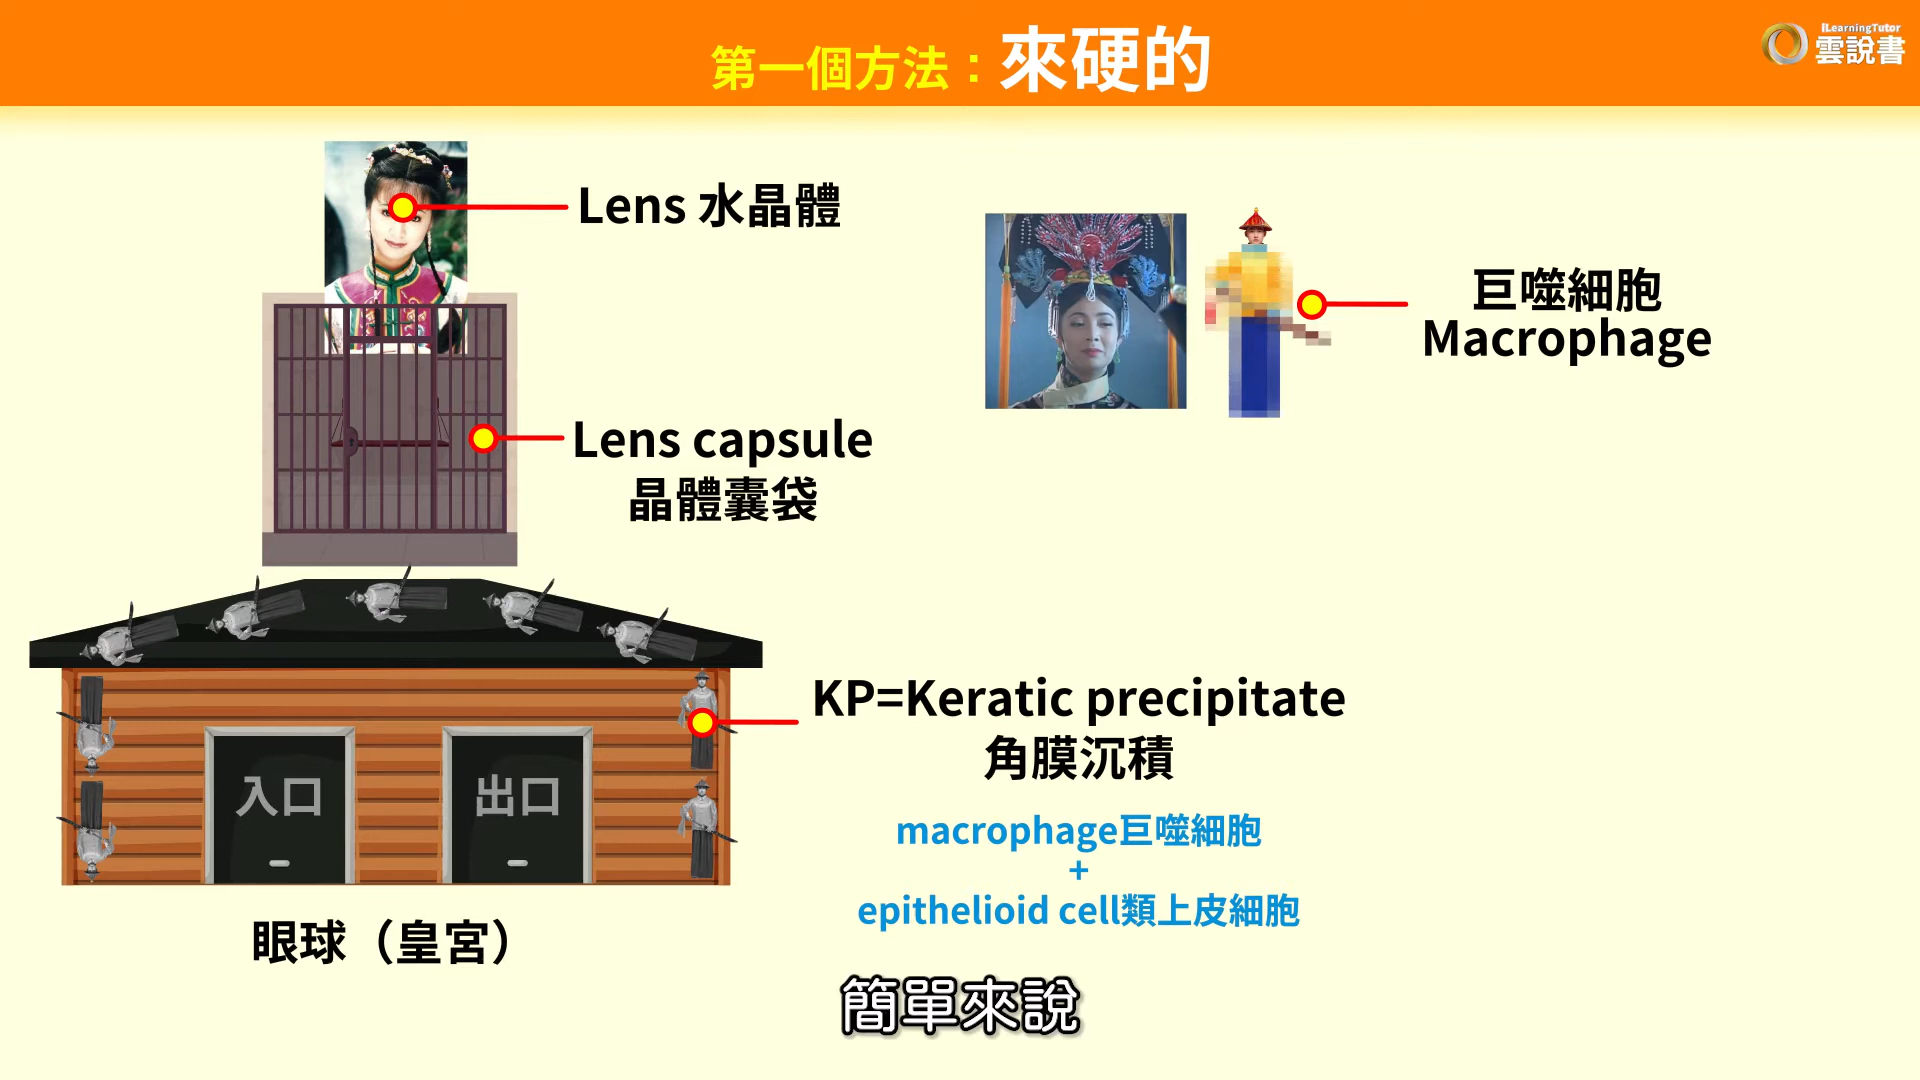 第一個方法：來硬的
iLearningTutor
雲說書
Lens 水晶體
巨噬細胞
Macrophage
Lens capsule
晶體囊袋
KP=Keratic precipitate
角膜沉積
入口
出口
macrophage巨噬細胞
+
epithelioid cell類上皮細胞
眼球（皇宮）
簡單來說